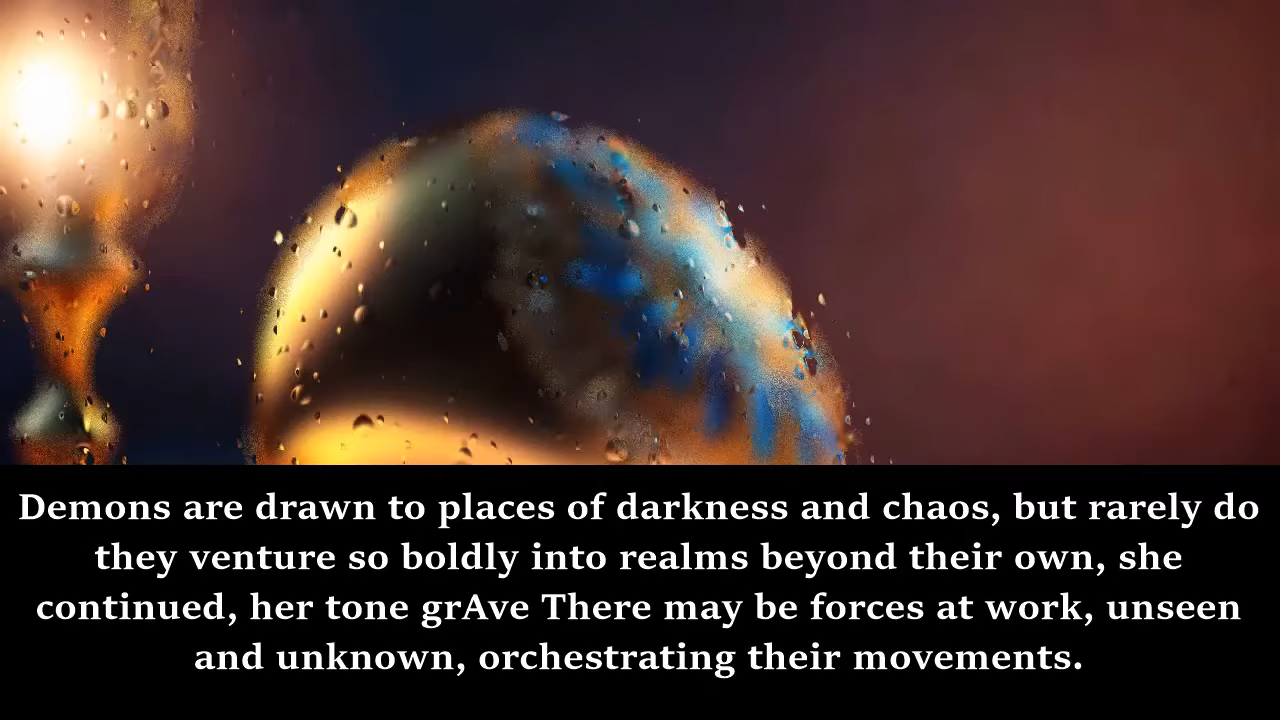 Demons are drawn to places of darkness and chaos, but rarely do
they venture so boldly into realms beyond their own, she
continued, her tone grAve There may be forces at work, unseen
and unknown, orchestrating their movements.